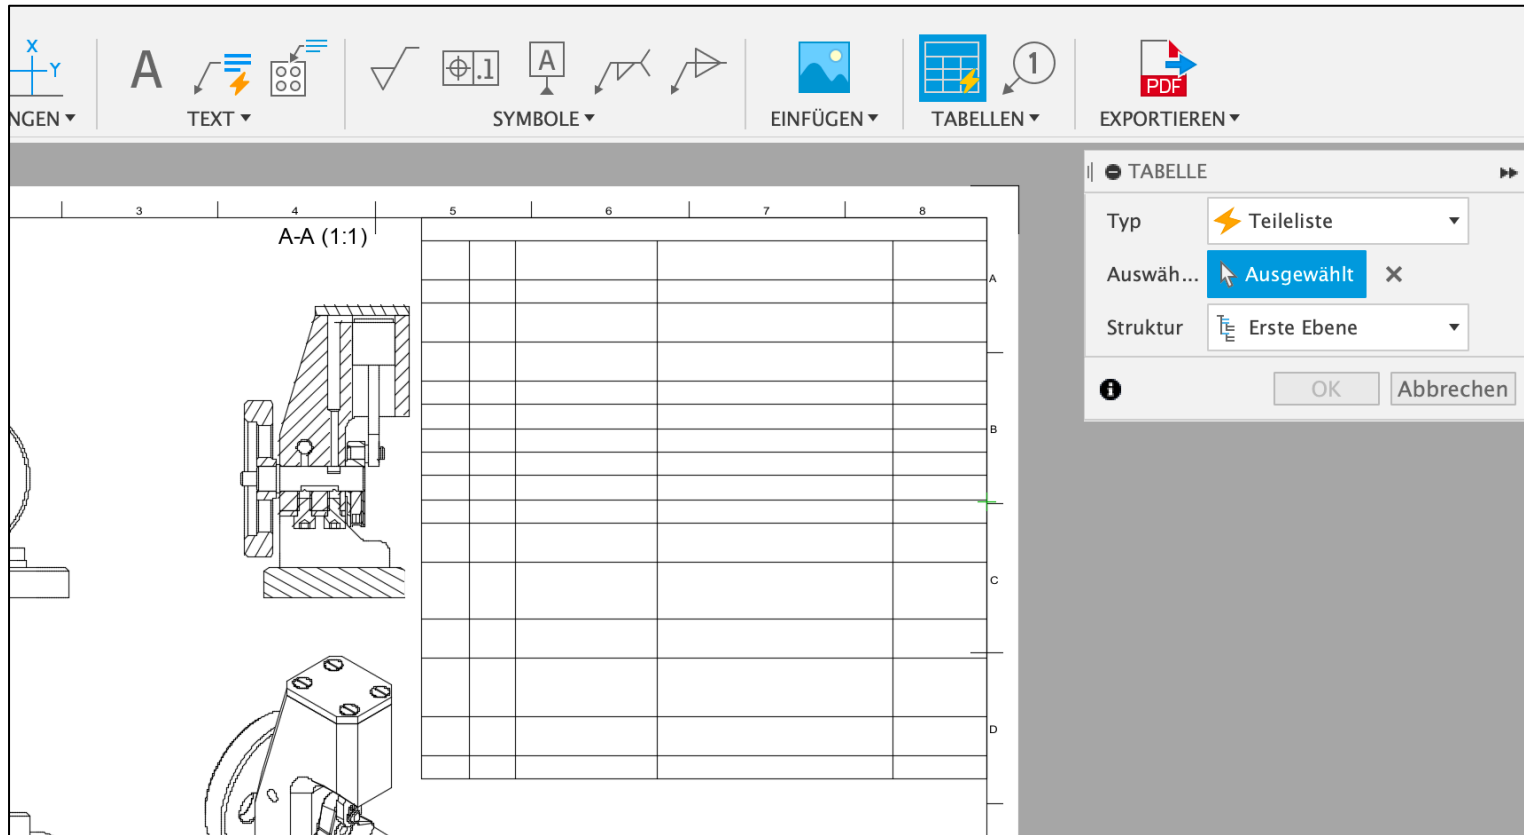 X
Y
A
.1
A
1
PDF
NGEN
TEXT
SYMBOLE
EINFÜGEN
TABELLEN
EXPORTIEREN
TABELLE
Typ
Teileliste
Auswäh...
Ausgewählt
Struktur
Erste Ebene
OK
Abbrechen
3
4
5
6
7
8
A-A (1:1)
A
B
C
D